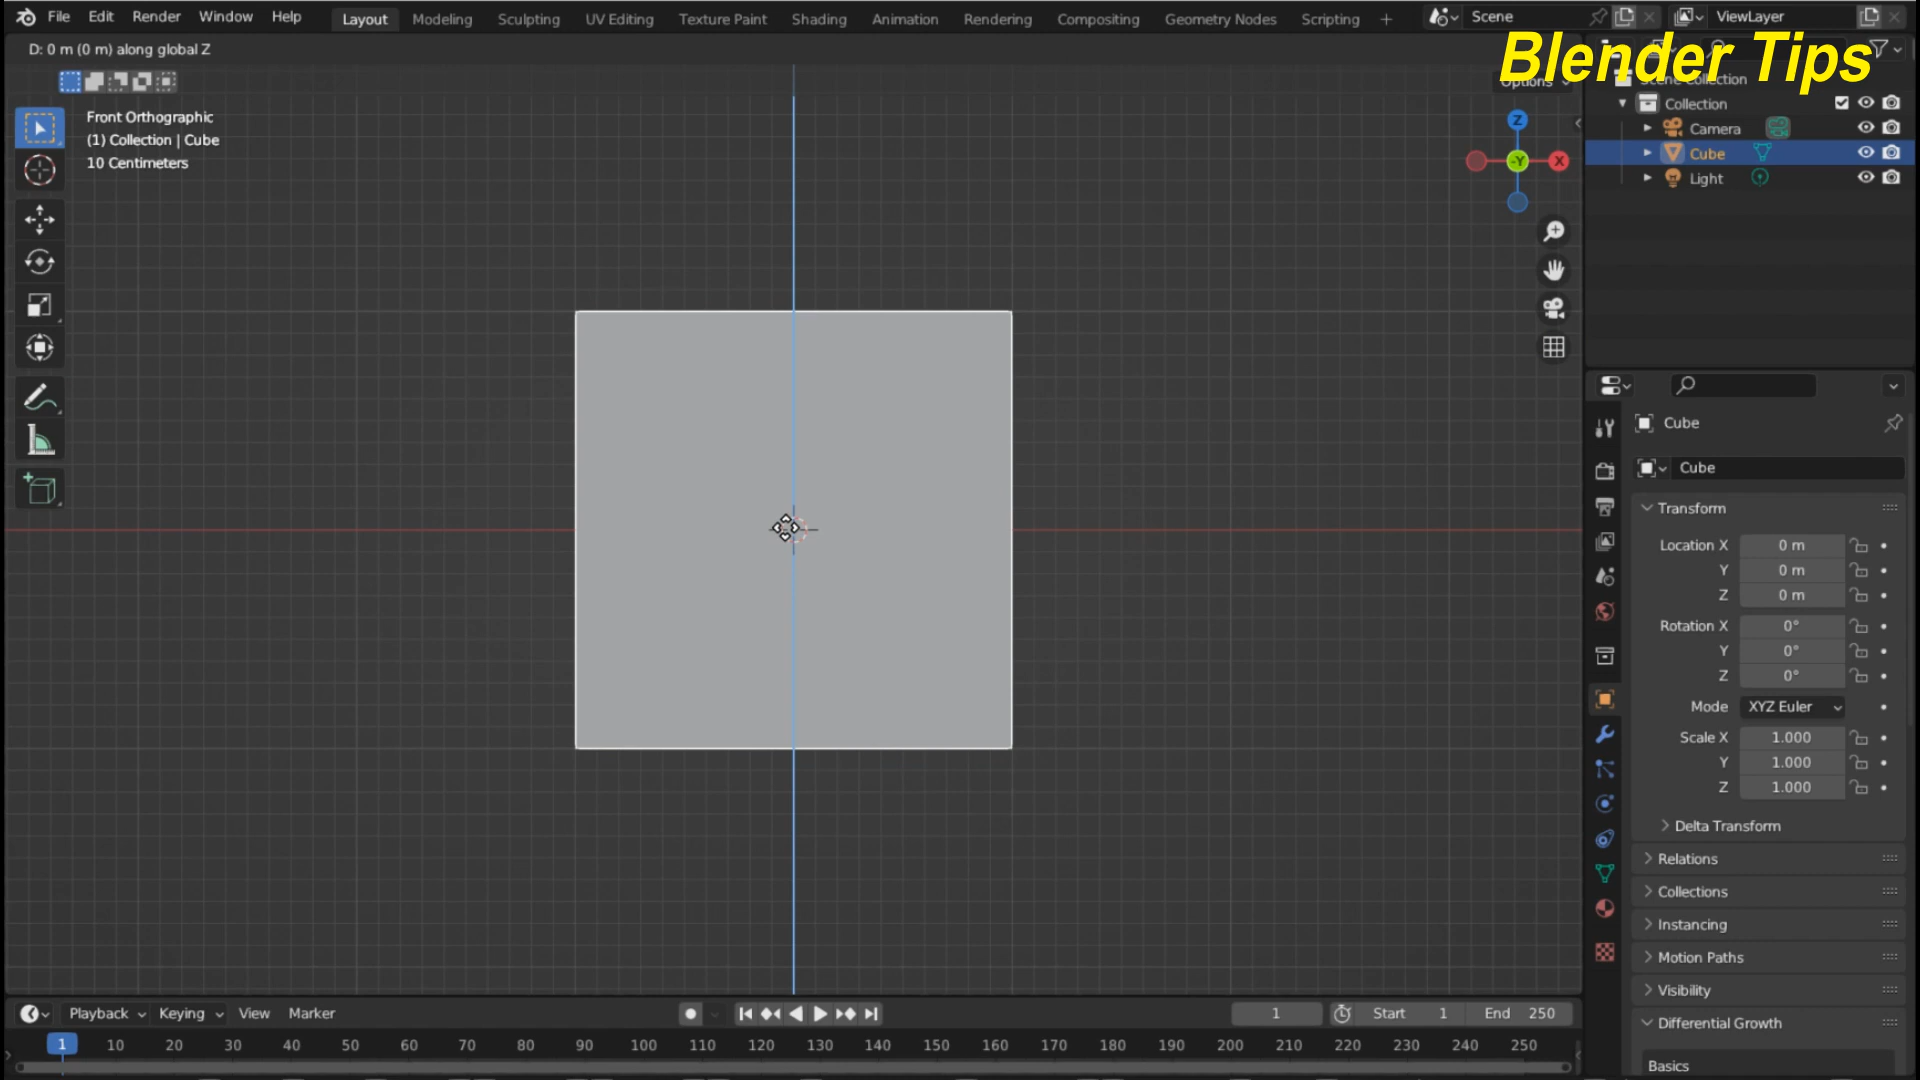 File Edit Render Window Help
Layout Modeling Sculpting UV Editing Texture Paint Shading Animation Rendering Compositing Geometry Nodes Scripting +
Scene
ViewLayer
Blender Tips
D: 0 m (0 m) along global Z
Options
Collection
Front Orthographic
(1) Collection | Cube
10 Centimeters
Z
-Y
X
Collection
Camera
Cube
Light
Cube
Cube
Transform
Location X 0 m
Y 0 m
Z 0 m
Rotation X 0°
Y 0°
Z 0°
Mode XYZ Euler
Scale X 1.000
Y 1.000
Z 1.000
Delta Transform
Relations
Collections
Instancing
Motion Paths
Visibility
Differential Growth
Basics
Playback Keying View Marker
1
Start 1
End 250
1 10 20 30 40 50 60 70 80 90 100 110 120 130 140 150 160 170 180 190 200 210 220 230 240 250